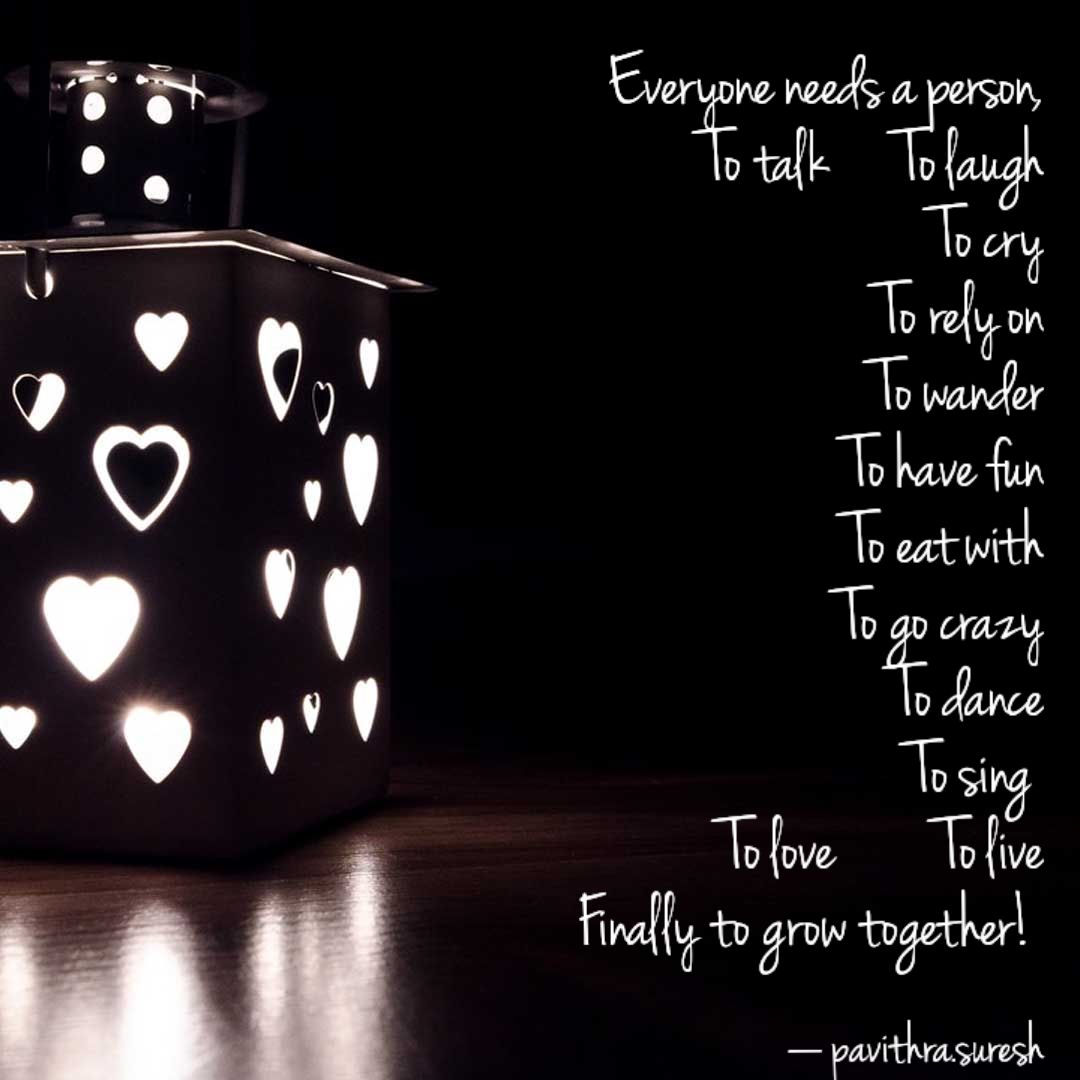 Everyone needs a person,
To talk To laugh
To cry
To rely on
To wander
To have fun
To eat with
To go crazy
To dance
To sing
To love To live
Finally to grow together!
— pavithra.suresh